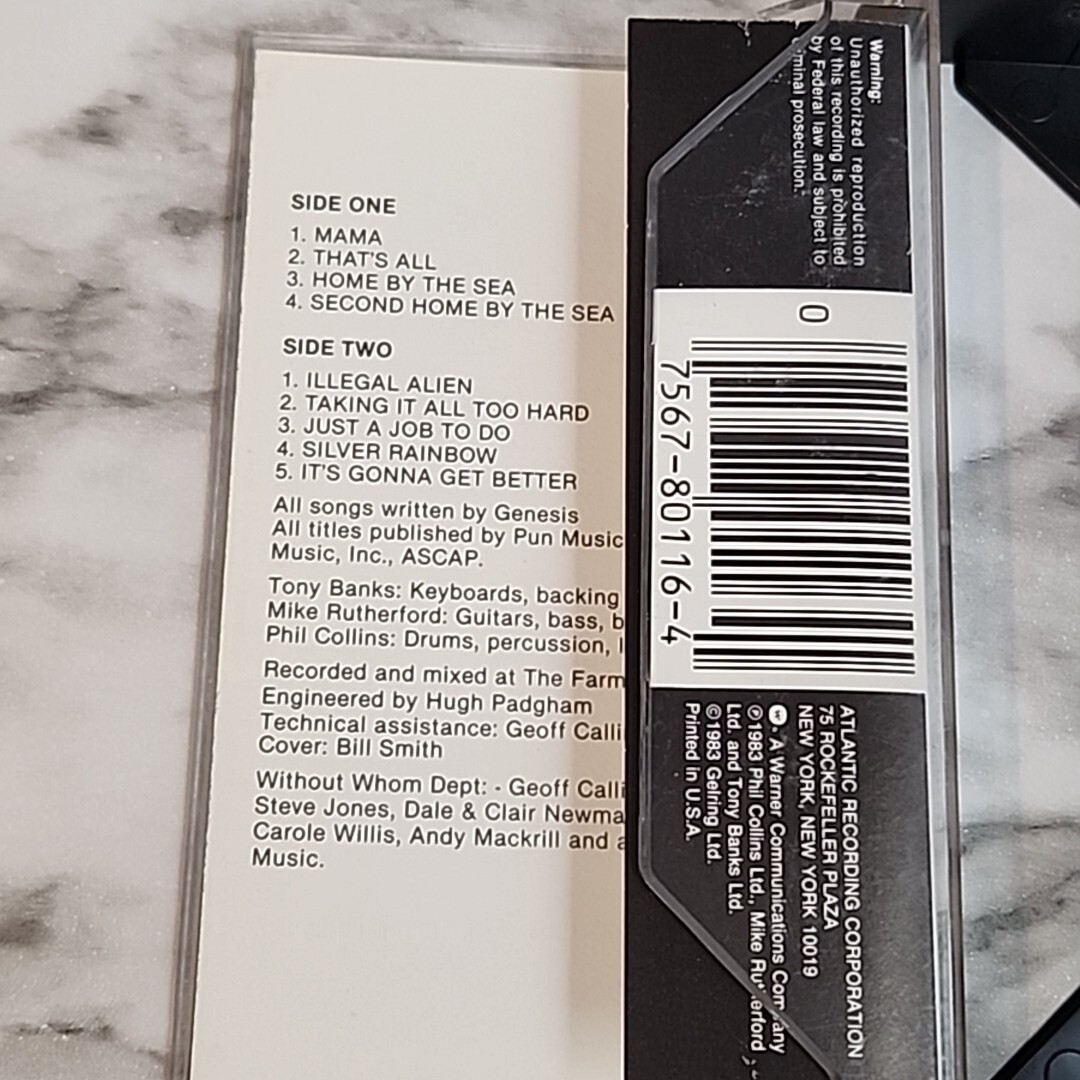 SIDE ONE
1. MAMA
2. THAT'S ALL
3. HOME BY THE SEA
4. SECOND HOME BY THE SEA
SIDE TWO
1. ILLEGAL ALIEN
2. TAKING IT ALL TOO HARD
3. JUST A JOB TO DO
4. SILVER RAINBOW
5. IT'S GONNA GET BETTER
All songs written by Genesis
All titles published by Pun Music
Music, Inc., ASCAP.
Tony Banks: Keyboards, backing
Mike Rutherford: Guitars, bass, b
Phil Collins: Drums, percussion, l
Recorded and mixed at The Farm
Engineered by Hugh Padgham
Technical assistance: Geoff Calli
Cover: Bill Smith
Without Whom Dept: - Geoff Calli
Steve Jones, Dale & Clair Newma
Carole Willis, Andy Mackrill and a
Music.
Warning:
Unauthorized reproduction
of this recording is prohibited
by Federal law and subject to
criminal prosecution.
0
7567-80116-4
ATLANTIC RECORDING CORPORATION
75 ROCKEFELLER PLAZA
NEW YORK, NEW YORK 10019
A Warner Communications Company
℗1983 Phil Collins Ltd., Mike Rutherford
Ltd. and Tony Banks Ltd.
©1983 Gelring Ltd.
Printed in U.S.A.